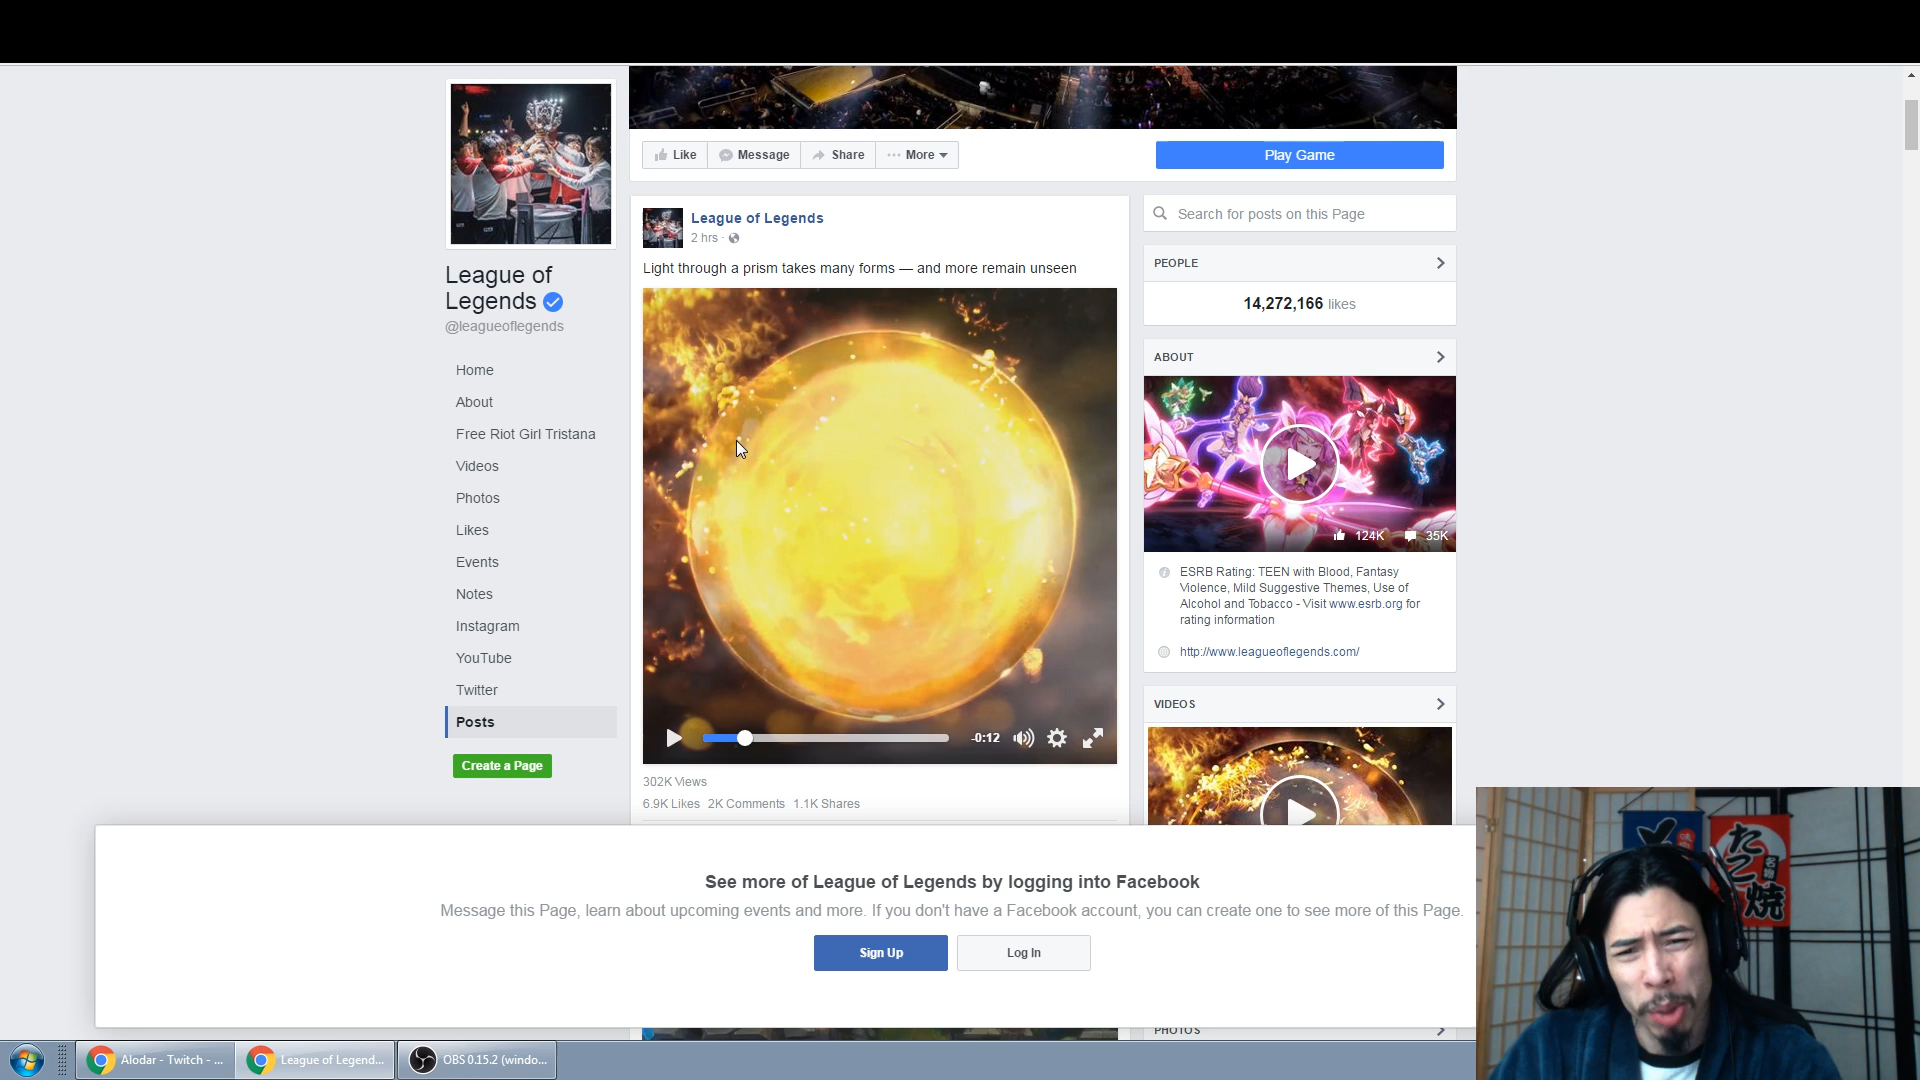 Like
Message
Share
More
Play Game
League of
Legends
@leagueoflegends
Home
About
Free Riot Girl Tristana
Videos
Photos
Likes
Events
Notes
Instagram
YouTube
Twitter
Posts
Create a Page
League of Legends
2 hrs ·
Light through a prism takes many forms — and more remain unseen
-0:12
302K Views
6.9K Likes 2K Comments 1.1K Shares
Search for posts on this Page
PEOPLE
14,272,166 likes
ABOUT
124K 35K
ESRB Rating: TEEN with Blood, Fantasy
Violence, Mild Suggestive Themes, Use of
Alcohol and Tobacco - Visit www.esrb.org for
rating information
http://www.leagueoflegends.com/
VIDEOS
See more of League of Legends by logging into Facebook
Message this Page, learn about upcoming events and more. If you don't have a Facebook account, you can create one to see more of this Page.
Sign Up
Log In
PHOTOS
たこ焼
名物
Alodar - Twitch - ...
League of Legend...
OBS 0.15.2 (windo...